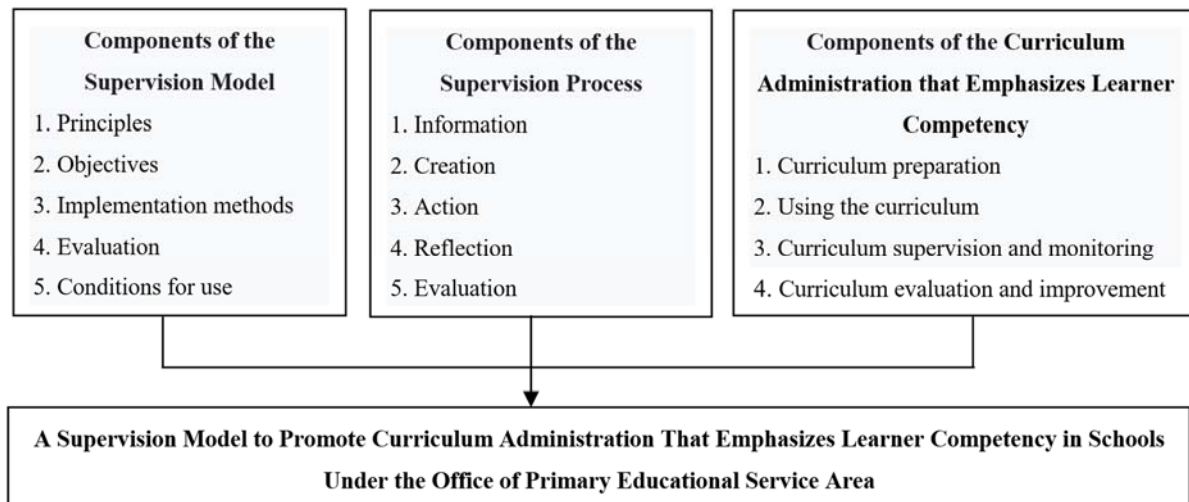 Components of the
Supervision Model
1. Principles
2. Objectives
3. Implementation methods
4. Evaluation
5. Conditions for use
Components of the
Supervision Process
1. Information
2. Creation
3. Action
4. Reflection
5. Evaluation
Components of the Curriculum
Administration that Emphasizes Learner
Competency
1. Curriculum preparation
2. Using the curriculum
3. Curriculum supervision and monitoring
4. Curriculum evaluation and improvement
A Supervision Model to Promote Curriculum Administration That Emphasizes Learner Competency in Schools
Under the Office of Primary Educational Service Area